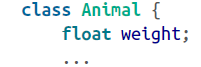 class Animal {
    float weight;
    ...